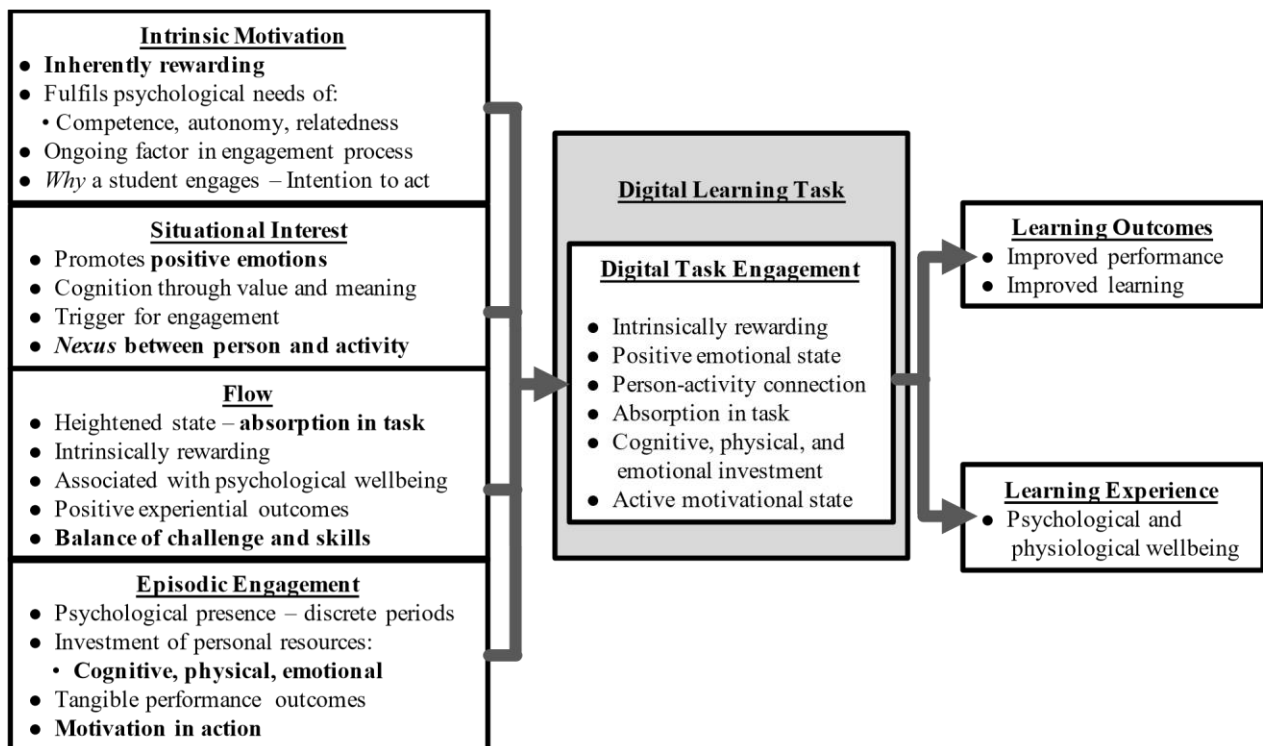 Intrinsic Motivation
● Inherently rewarding
● Fulfils psychological needs of:
• Competence, autonomy, relatedness
● Ongoing factor in engagement process
● Why a student engages – Intention to act
Situational Interest
● Promotes positive emotions
● Cognition through value and meaning
● Trigger for engagement
● Nexus between person and activity
Flow
● Heightened state – absorption in task
● Intrinsically rewarding
● Associated with psychological wellbeing
● Positive experiential outcomes
● Balance of challenge and skills
Episodic Engagement
● Psychological presence – discrete periods
● Investment of personal resources:
• Cognitive, physical, emotional
● Tangible performance outcomes
● Motivation in action
Digital Learning Task
Digital Task Engagement
● Intrinsically rewarding
● Positive emotional state
● Person-activity connection
● Absorption in task
● Cognitive, physical, and
emotional investment
● Active motivational state
Learning Outcomes
● Improved performance
● Improved learning
Learning Experience
● Psychological and
physiological wellbeing